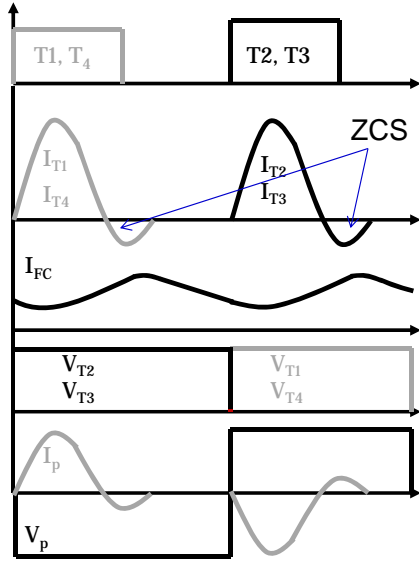 T1, T4
T2, T3
ZCS
IT1
IT4
IT2
IT3
IFC
VT2
VT3
VT1
VT4
Ip
Vp